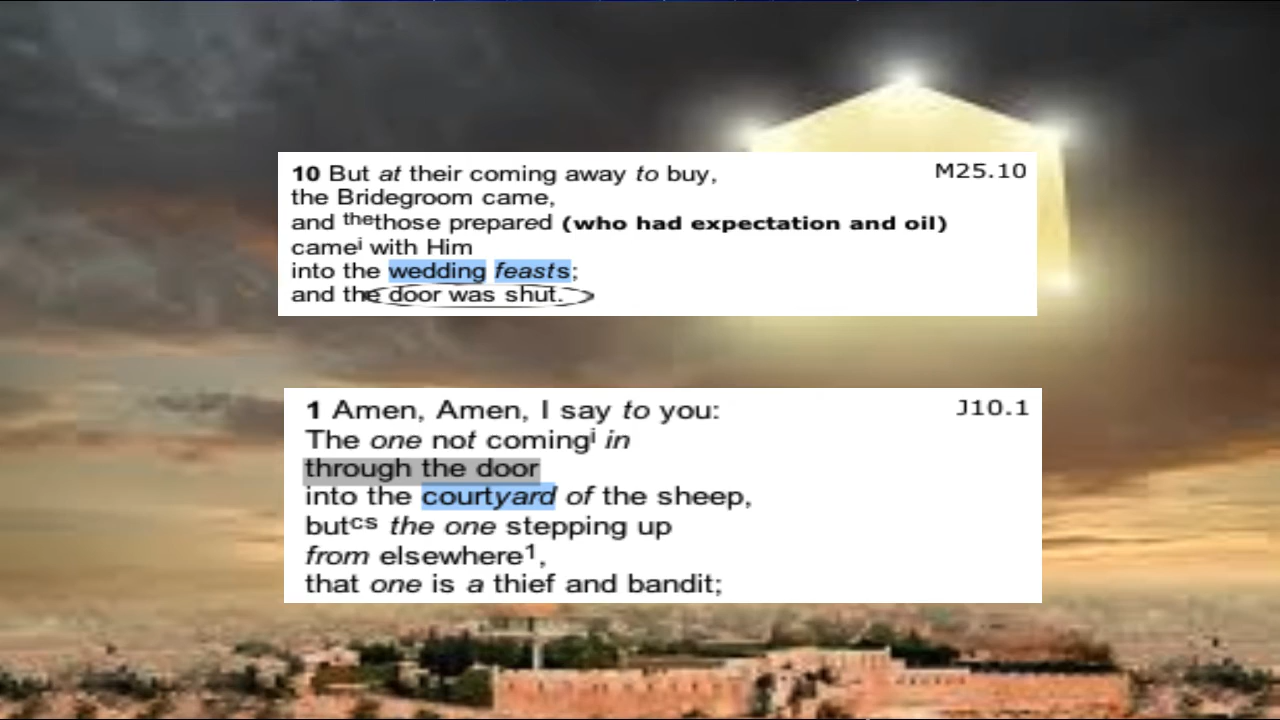 10 But at their coming away to buy,
M25.10
the Bridegroom came,
and thethose prepared (who had expectation and oil)
camei with Him
into the wedding feasts;
and the door was shut.
1 Amen, Amen, I say to you:
J10.1
The one not comingi in
through the door
into the courtyard of the sheep,
butcs the one stepping up
from elsewhere1,
that one is a thief and bandit;